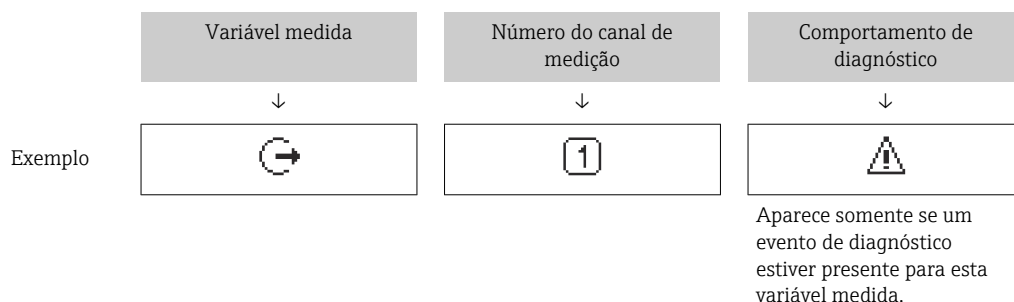 Variável medida
Número do canal de
medição
Comportamento de
diagnóstico
↓
↓
↓
Exemplo
1
Aparece somente se um
evento de diagnóstico
estiver presente para esta
variável medida.